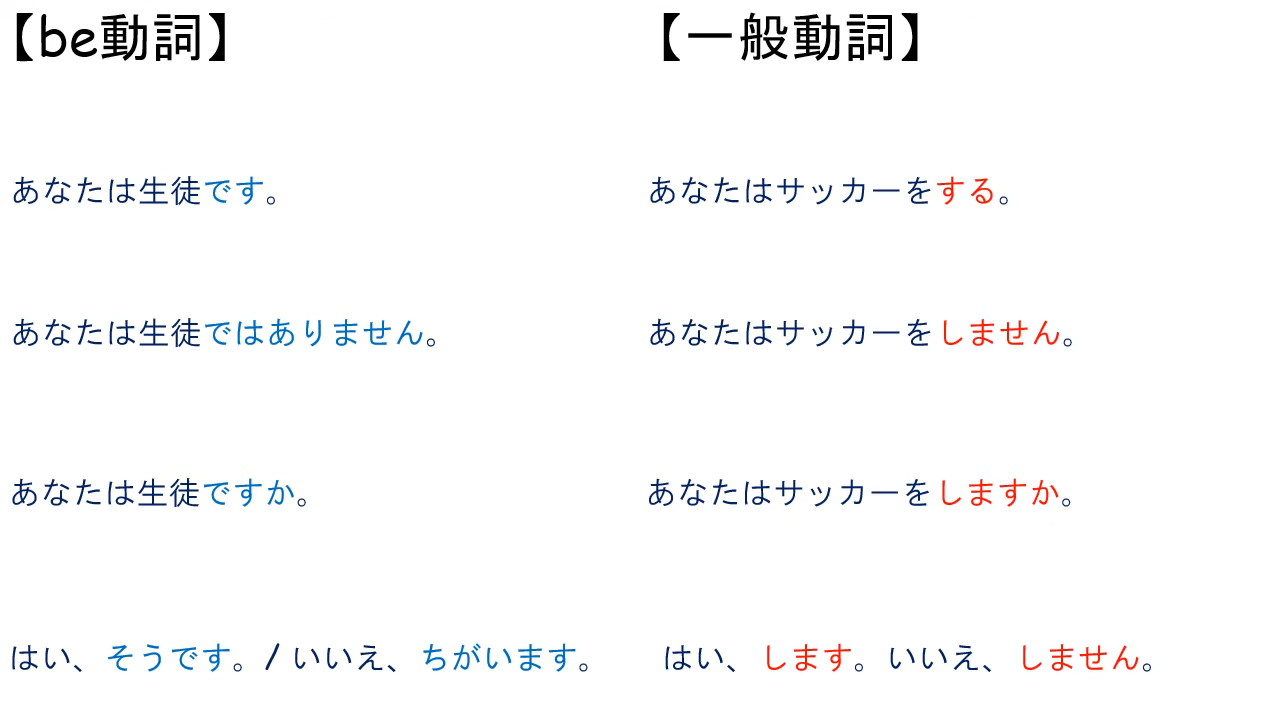 【be動詞】
あなたは生徒です。
あなたは生徒ではありません。
あなたは生徒ですか。
はい、そうです。/ いいえ、ちがいます。
【一般動詞】
あなたはサッカーをする。
あなたはサッカーをしません。
あなたはサッカーをしますか。
はい、します。いいえ、しません。